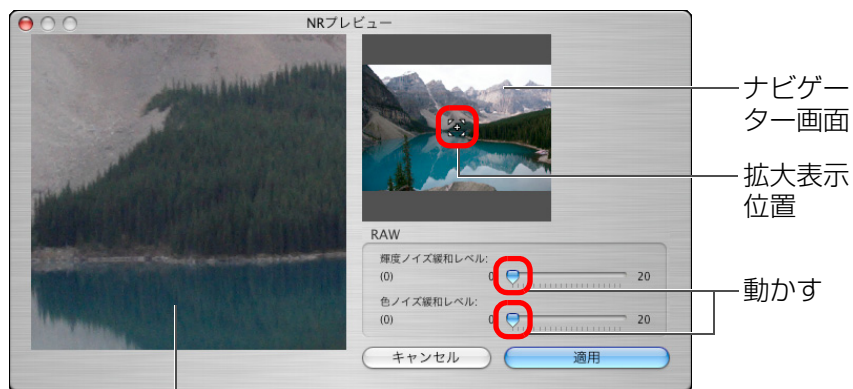 NRプレビュー
ナビゲー
ター画面
拡大表示
位置
RAW
輝度ノイズ緩和レベル:
(0) 0 20
色ノイズ緩和レベル:
(0) 0 20
動かす
キャンセル 適用